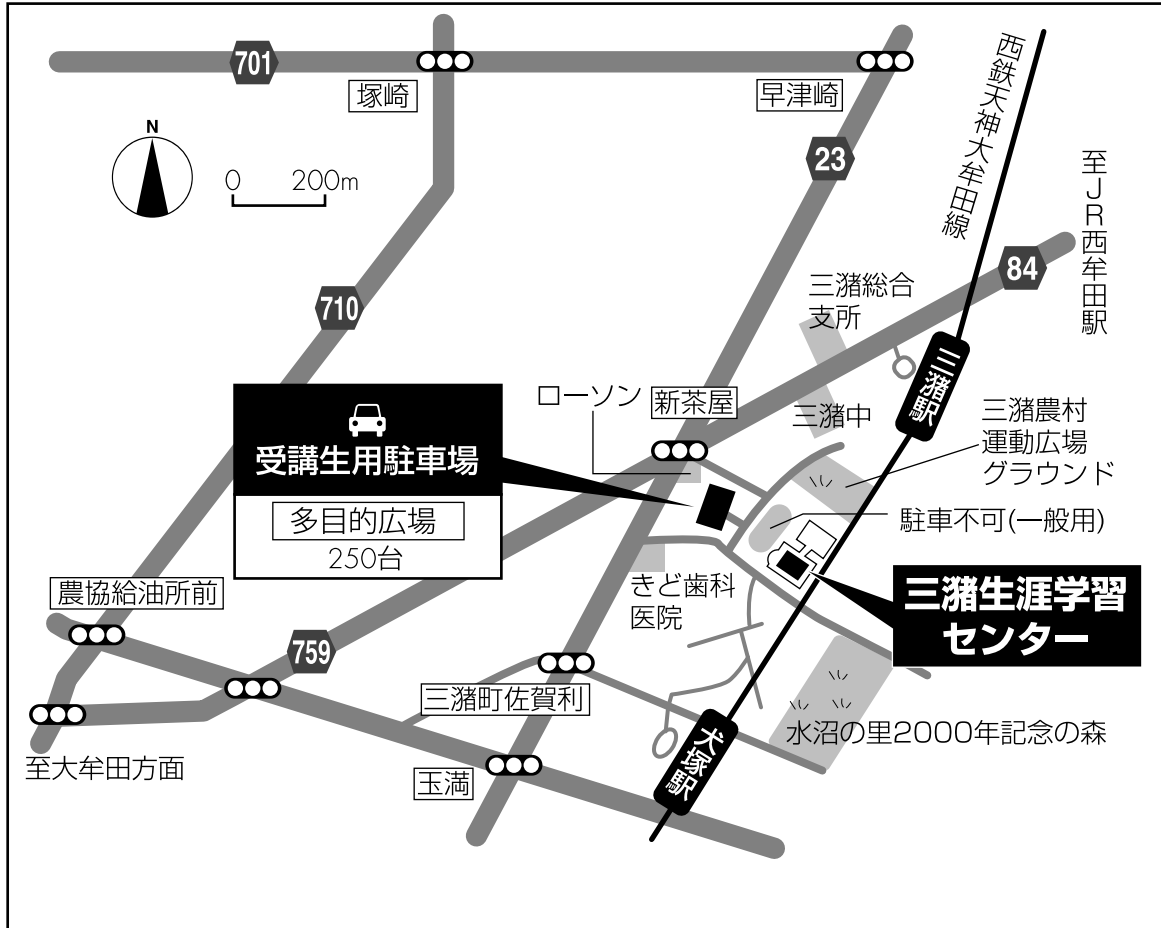 701
塚崎
早津崎
西鉄天神大牟田線
N
0 200m
23
至JR西牟田駅
84
710
三潴総合
支所
三潴駅
ローソン
新茶屋
三潴中
三潴農村
運動広場
グラウンド
受講生用駐車場
多目的広場
250台
駐車不可(一般用)
農協給油所前
きど歯科
医院
三潴生涯学習
センター
759
三潴町佐賀利
水沼の里2000年記念の森
犬塚駅
至大牟田方面
玉満